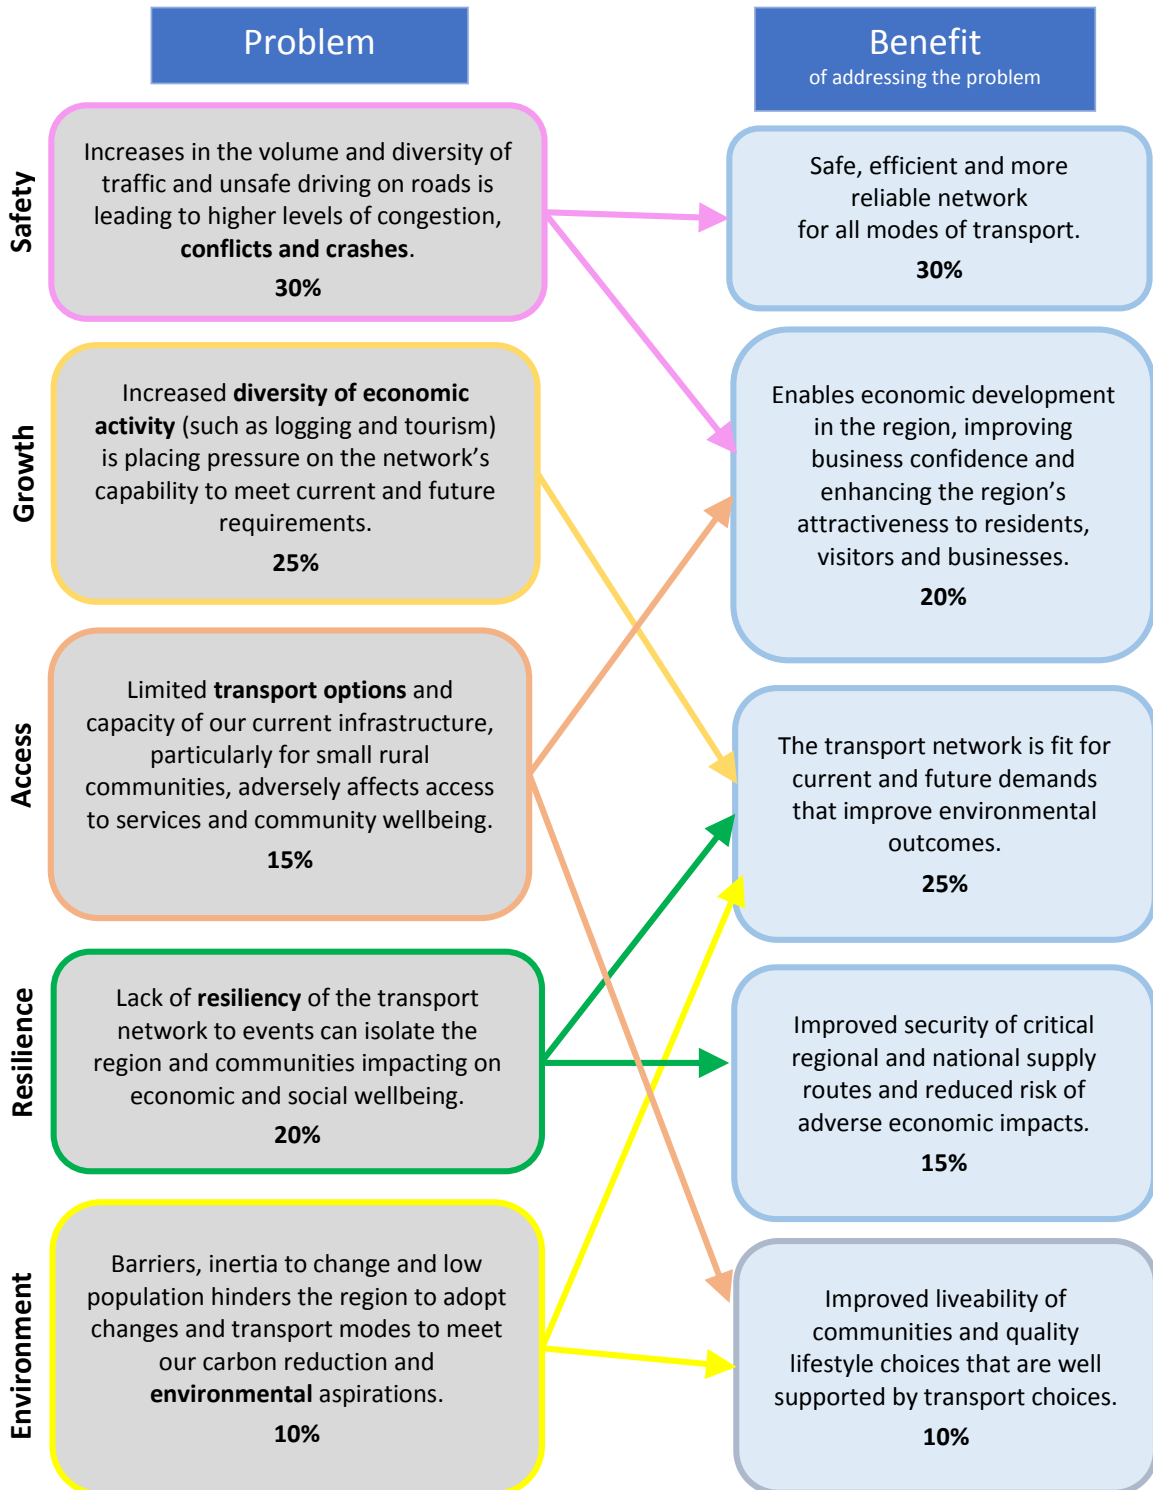 Problem
Benefit
of addressing the problem
Safety
Increases in the volume and diversity of
traffic and unsafe driving on roads is
leading to higher levels of congestion,
conflicts and crashes.
30%
Safe, efficient and more
reliable network
for all modes of transport.
30%
Growth
Increased diversity of economic
activity (such as logging and tourism)
is placing pressure on the network’s
capability to meet current and future
requirements.
25%
Enables economic development
in the region, improving
business confidence and
enhancing the region’s
attractiveness to residents,
visitors and businesses.
20%
Access
Limited transport options and
capacity of our current infrastructure,
particularly for small rural
communities, adversely affects access
to services and community wellbeing.
15%
The transport network is fit for
current and future demands
that improve environmental
outcomes.
25%
Resilience
Lack of resiliency of the transport
network to events can isolate the
region and communities impacting on
economic and social wellbeing.
20%
Improved security of critical
regional and national supply
routes and reduced risk of
adverse economic impacts.
15%
Environment
Barriers, inertia to change and low
population hinders the region to adopt
changes and transport modes to meet
our carbon reduction and
environmental aspirations.
10%
Improved liveability of
communities and quality
lifestyle choices that are well
supported by transport choices.
10%